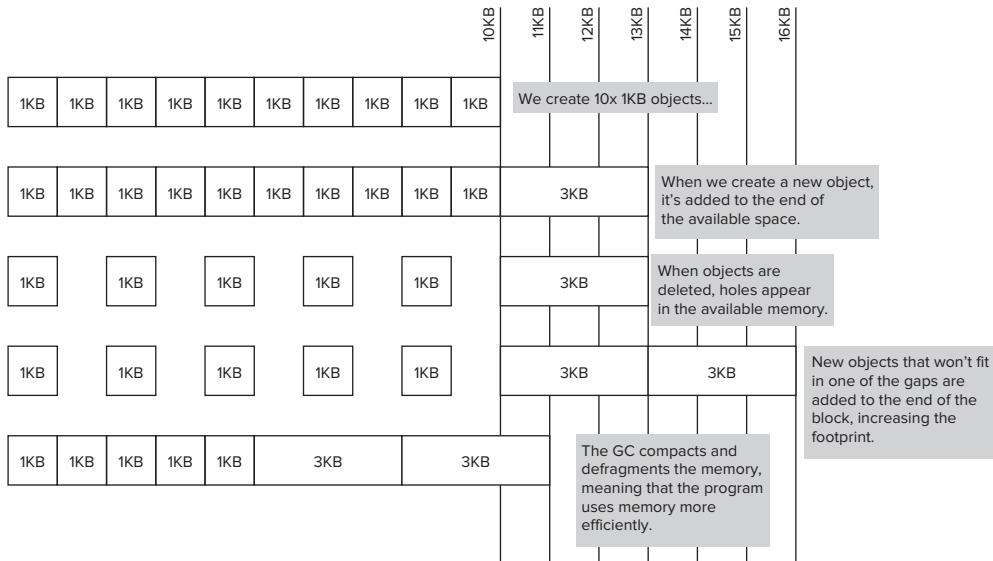 10KB 11KB 12KB 13KB 14KB 15KB 16KB
1KB 1KB 1KB 1KB 1KB 1KB 1KB 1KB 1KB 1KB
We create 10x 1KB objects...
1KB 1KB 1KB 1KB 1KB 1KB 1KB 1KB 1KB 1KB 3KB
When we create a new object,
it’s added to the end of
the available space.
1KB 1KB 1KB 1KB 1KB 3KB
When objects are
deleted, holes appear
in the available memory.
1KB 1KB 1KB 1KB 1KB 3KB 3KB
New objects that won’t fit
in one of the gaps are
added to the end of the
block, increasing the
footprint.
1KB 1KB 1KB 1KB 1KB 3KB 3KB
The GC compacts and
defragments the memory,
meaning that the program
uses memory more
efficiently.